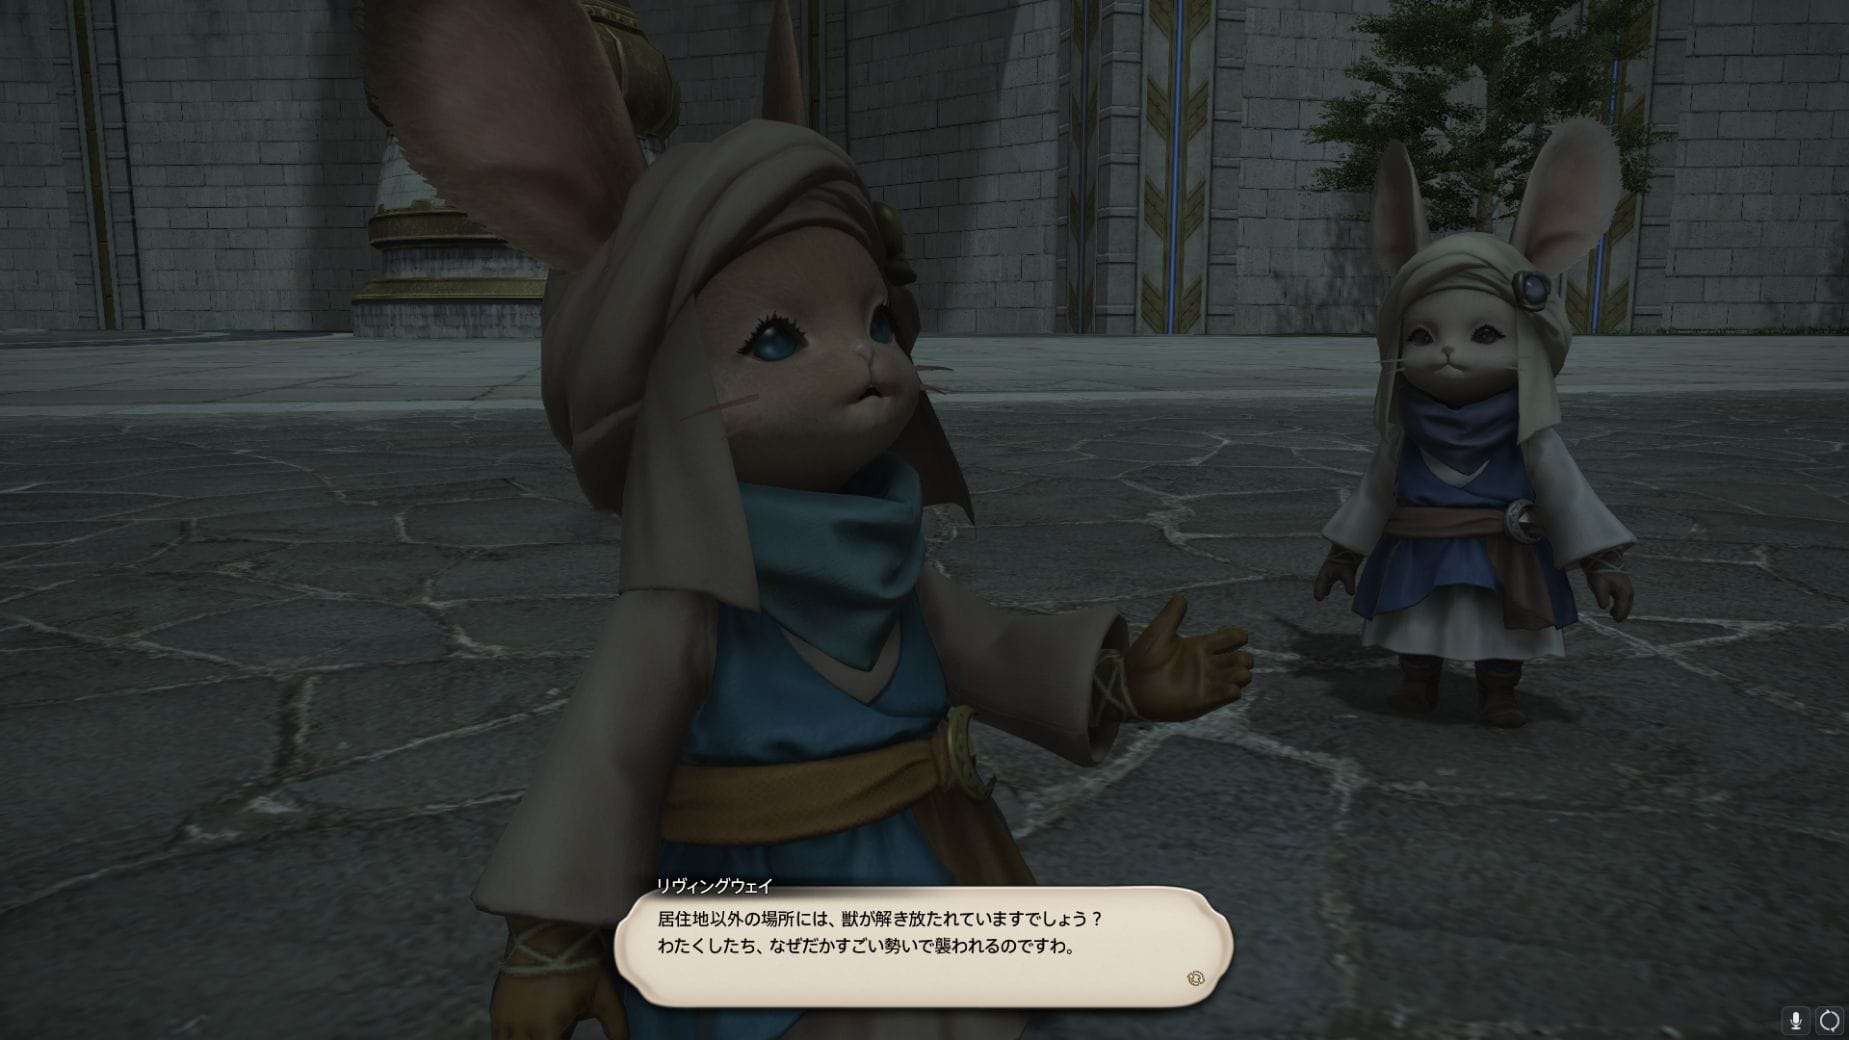 リヴィングウェイ
居住地以外の場所には、獣が解き放たれていますでしょう？
わたくしたち、なぜだかすごい勢いで襲われるのですわ。